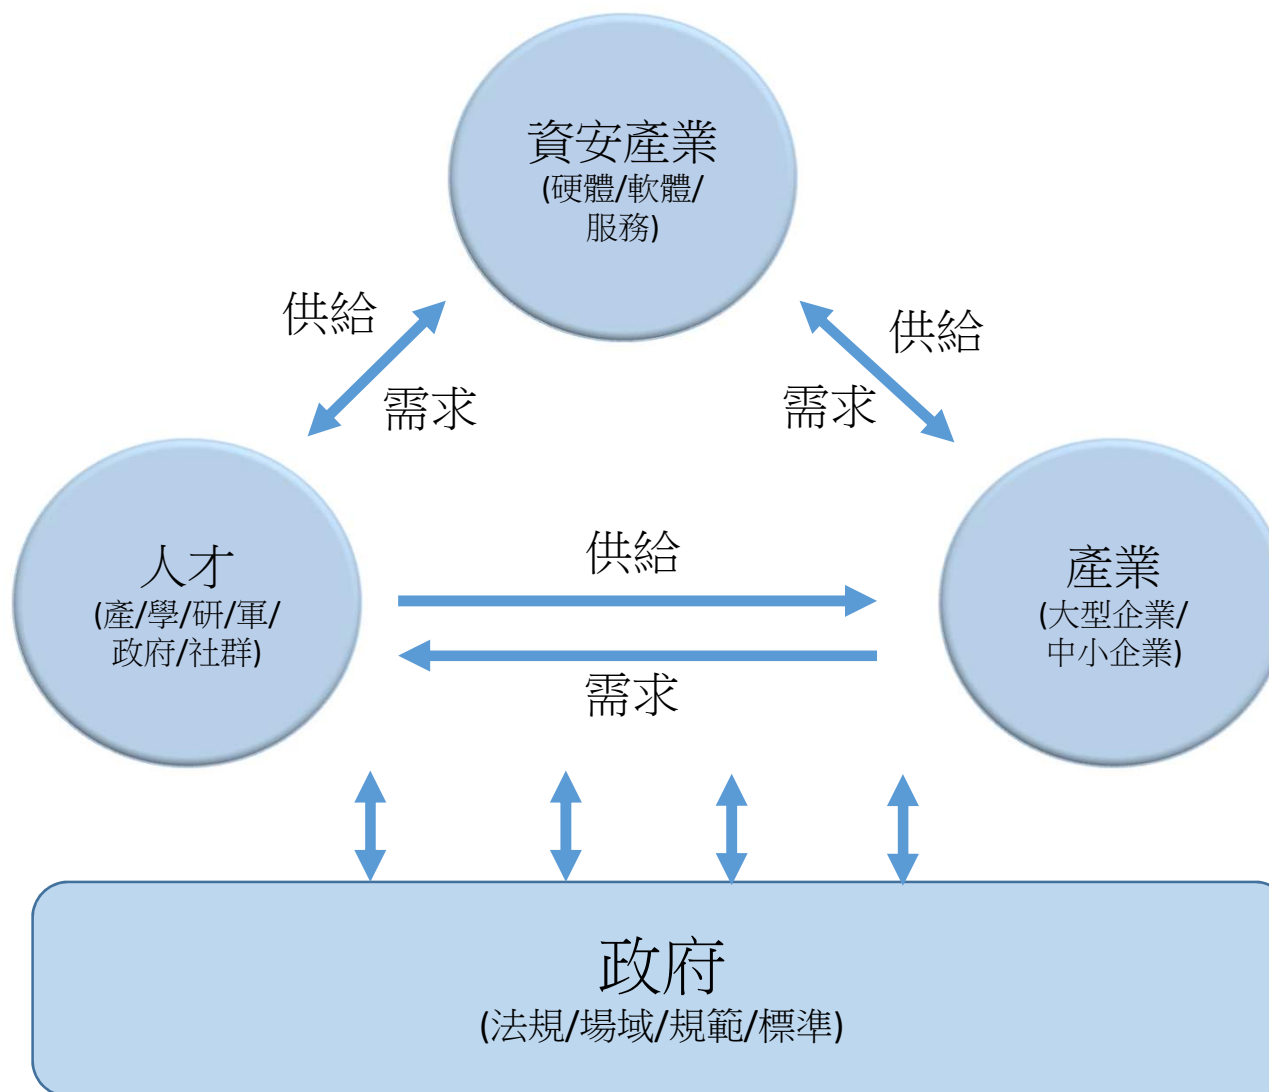 資安產業
(硬體/軟體/
服務)
供給
需求
供給
需求
人才
(產/學/研/軍/
政府/社群)
供給
需求
產業
(大型企業/
中小企業)
政府
(法規/場域/規範/標準)